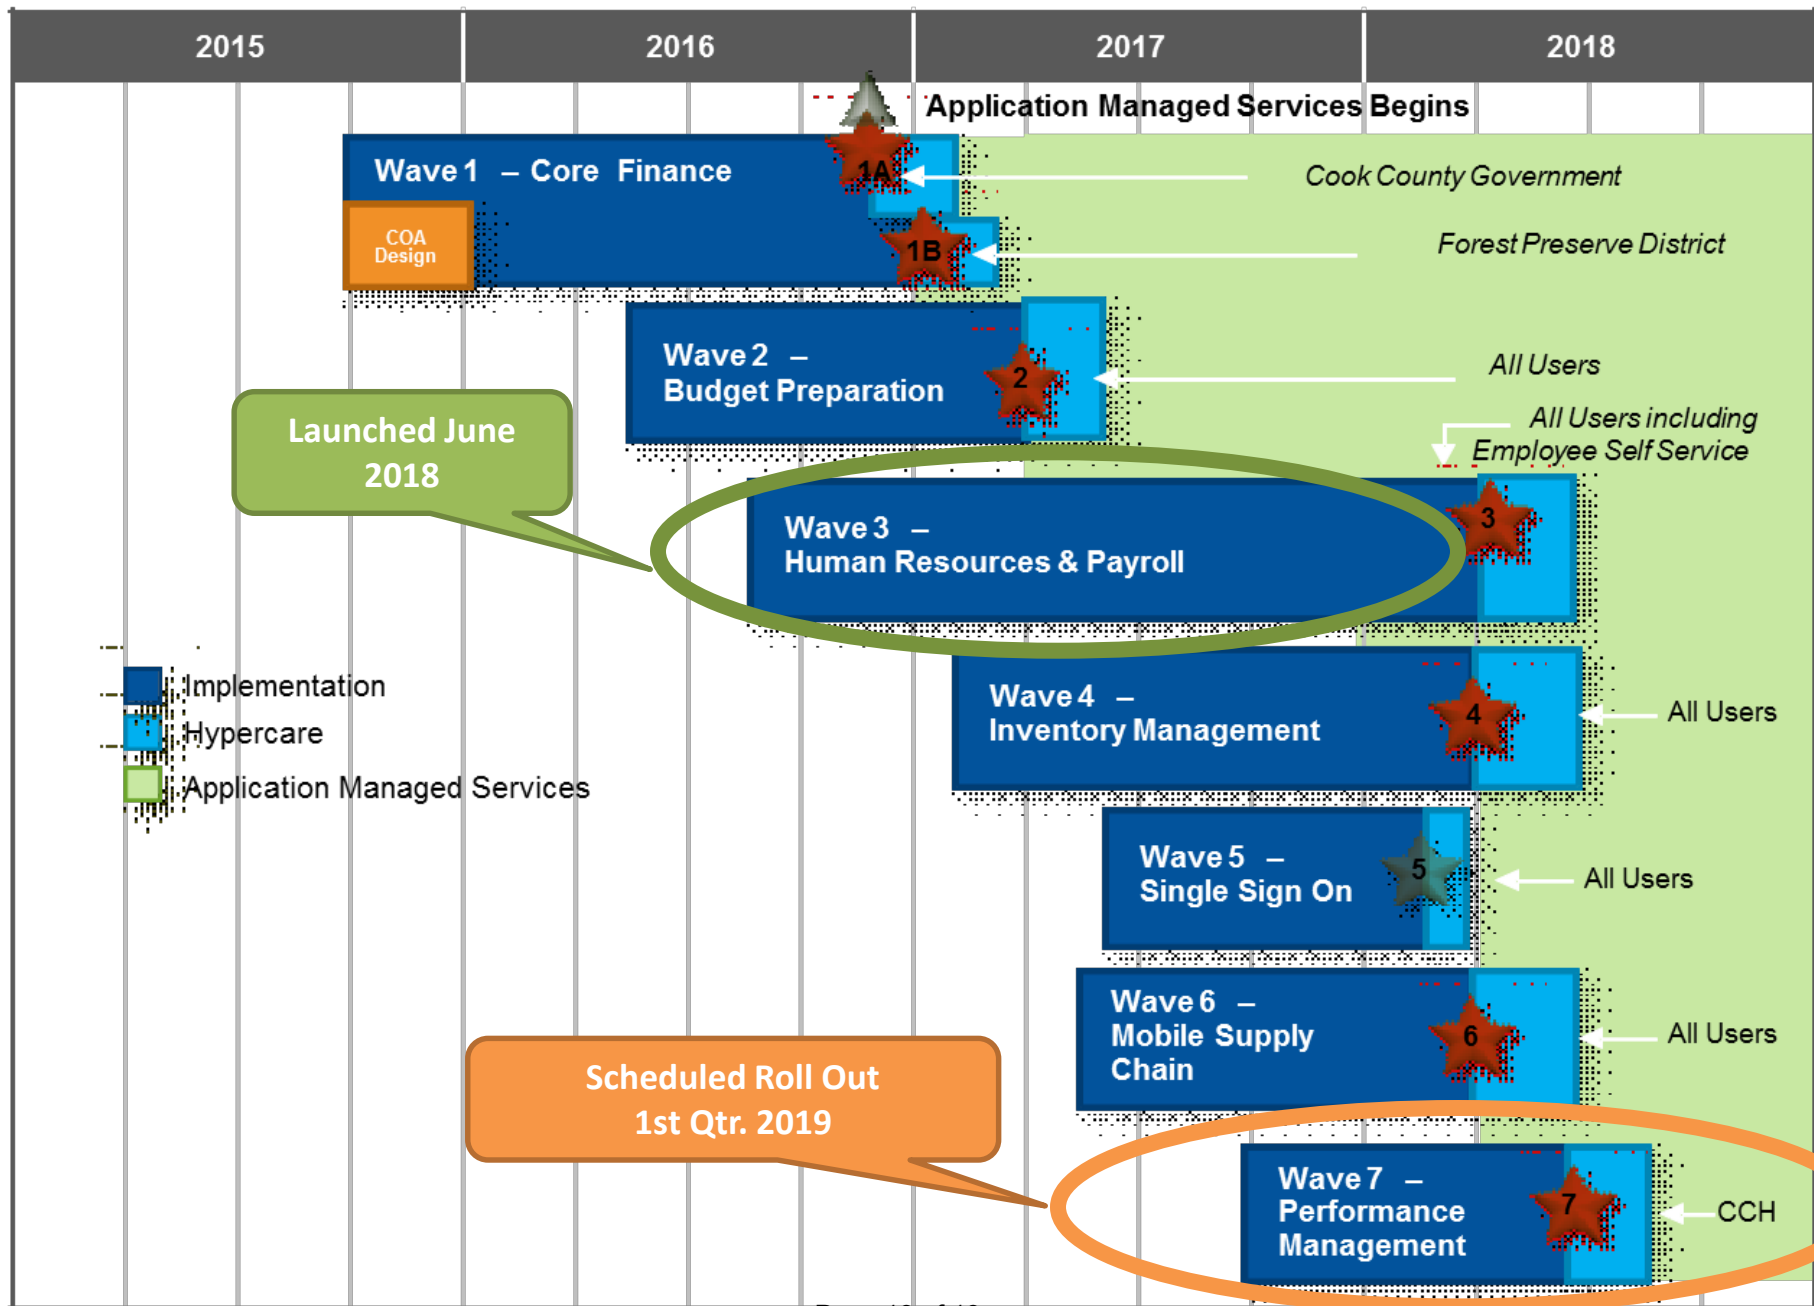 2015 2016 2017 2018
Application Managed Services Begins
Wave 1 – Core Finance
1A
Cook County Government
COA
Design
1B
Forest Preserve District
Wave 2 –
Budget Preparation
2
All Users
All Users including
Employee Self Service
Launched June
2018
Wave 3 –
Human Resources & Payroll
3
Implementation
Hypercare
Application Managed Services
Wave 4 –
Inventory Management
4
All Users
Wave 5 –
Single Sign On
5
All Users
Wave 6 –
Mobile Supply
Chain
6
All Users
Scheduled Roll Out
1st Qtr. 2019
Wave 7 –
Performance
Management
7
CCH